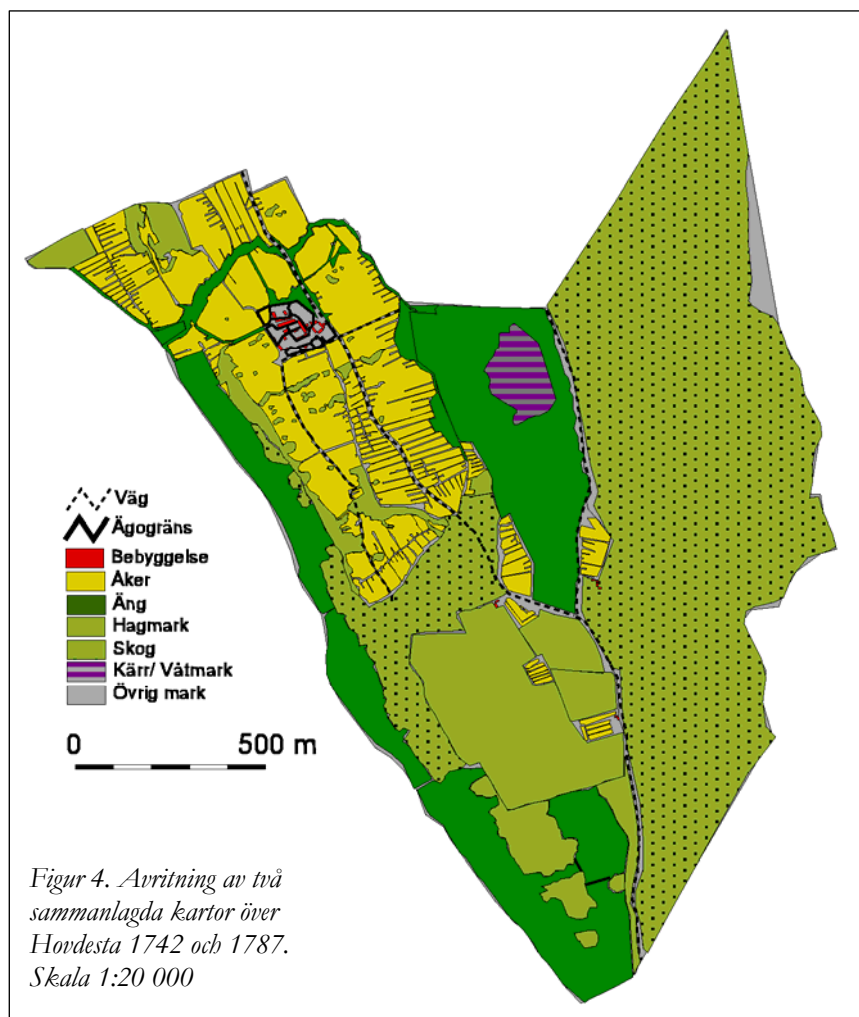 Väg
Ägogräns
Bebyggelse
Åker
Äng
Hagmark
Skog
Kärr/ Våtmark
Övrig mark
0 500 m
Figur 4. Avritning av två
sammanlagda kartor över
Hovdesta 1742 och 1787.
Skala 1:20 000